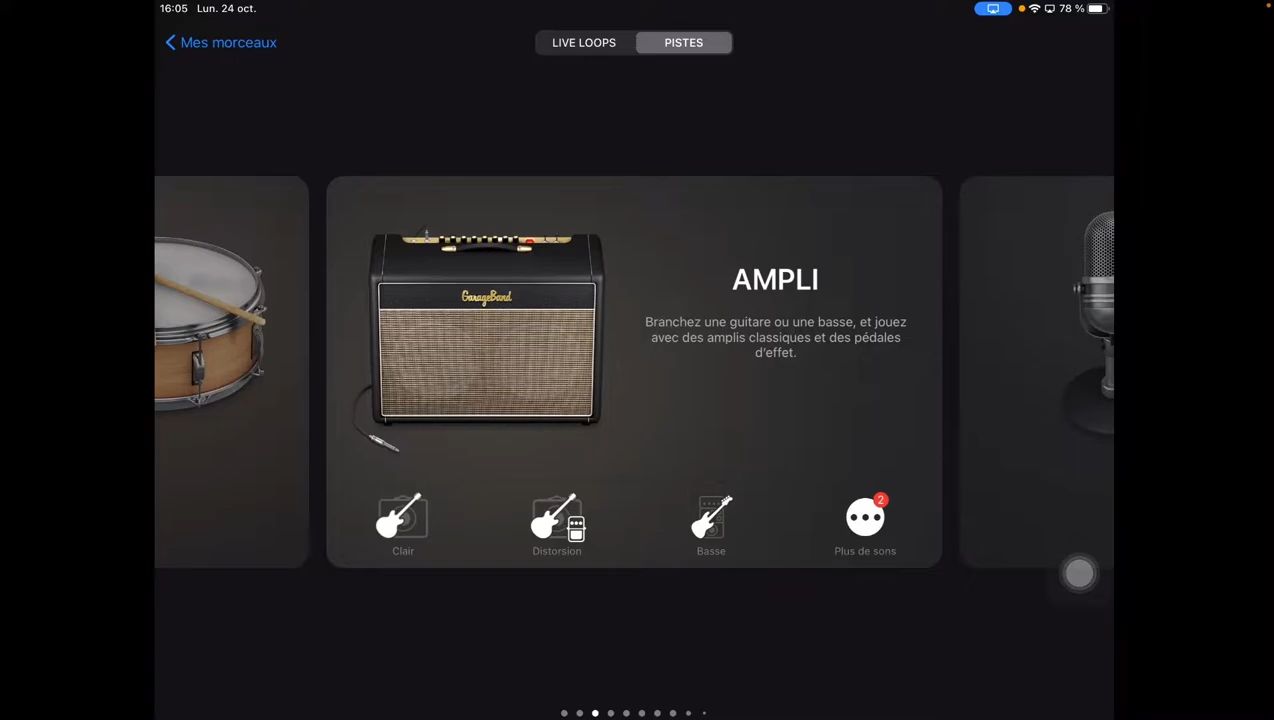 16:05 Lun. 24 oct. 78 %
Mes morceaux
LIVE LOOPS
PISTES
GarageBand
AMPLI
Branchez une guitare ou une basse, et jouez
avec des amplis classiques et des pédales
d'effet.
2
Clair
Distorsion
Basse
Plus de sons